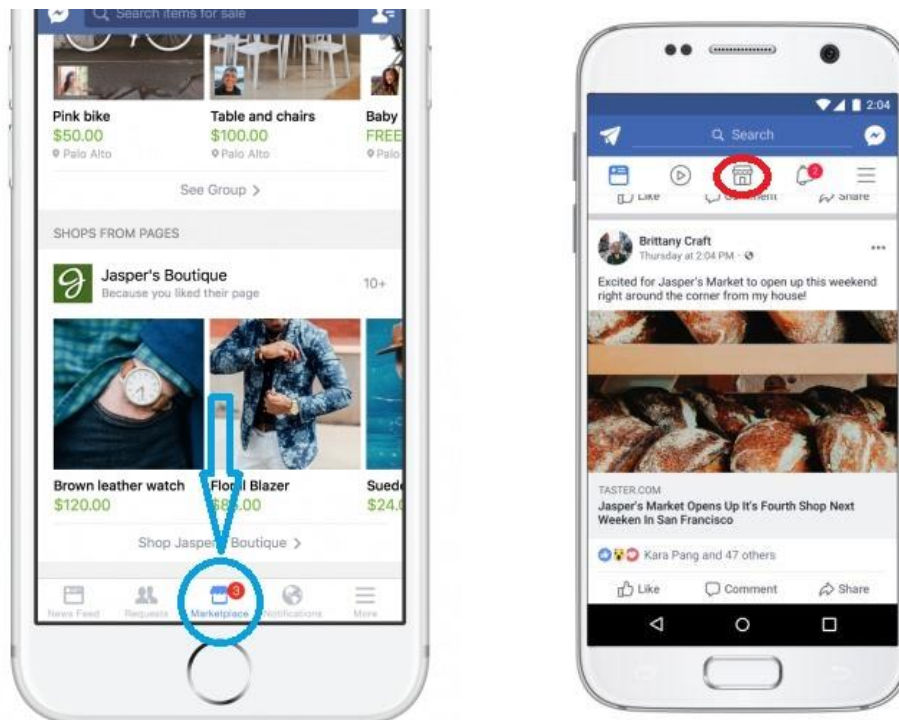 Search items for sale
Pink bike
$50.00
Palo Alto
Table and chairs
$100.00
Palo Alto
Baby
FREE
Palo
See Group >
SHOPS FROM PAGES
Jasper's Boutique
Because you liked their page
10+
Brown leather watch
$120.00
Floral Blazer
Suede
$24.0
Shop Jasper's Boutique >
3
News Feed
Requests
Marketplace
Notifications
More
2:04
Search
2
Like
Comment
Share
Brittany Craft
Thursday at 2:04 PM ·
Excited for Jasper's Market to open up this weekend
right around the corner from my house!
TASTER.COM
Jasper's Market Opens Up It's Fourth Shop Next
Weeken In San Francisco
Kara Pang and 47 others
Like
Comment
Share